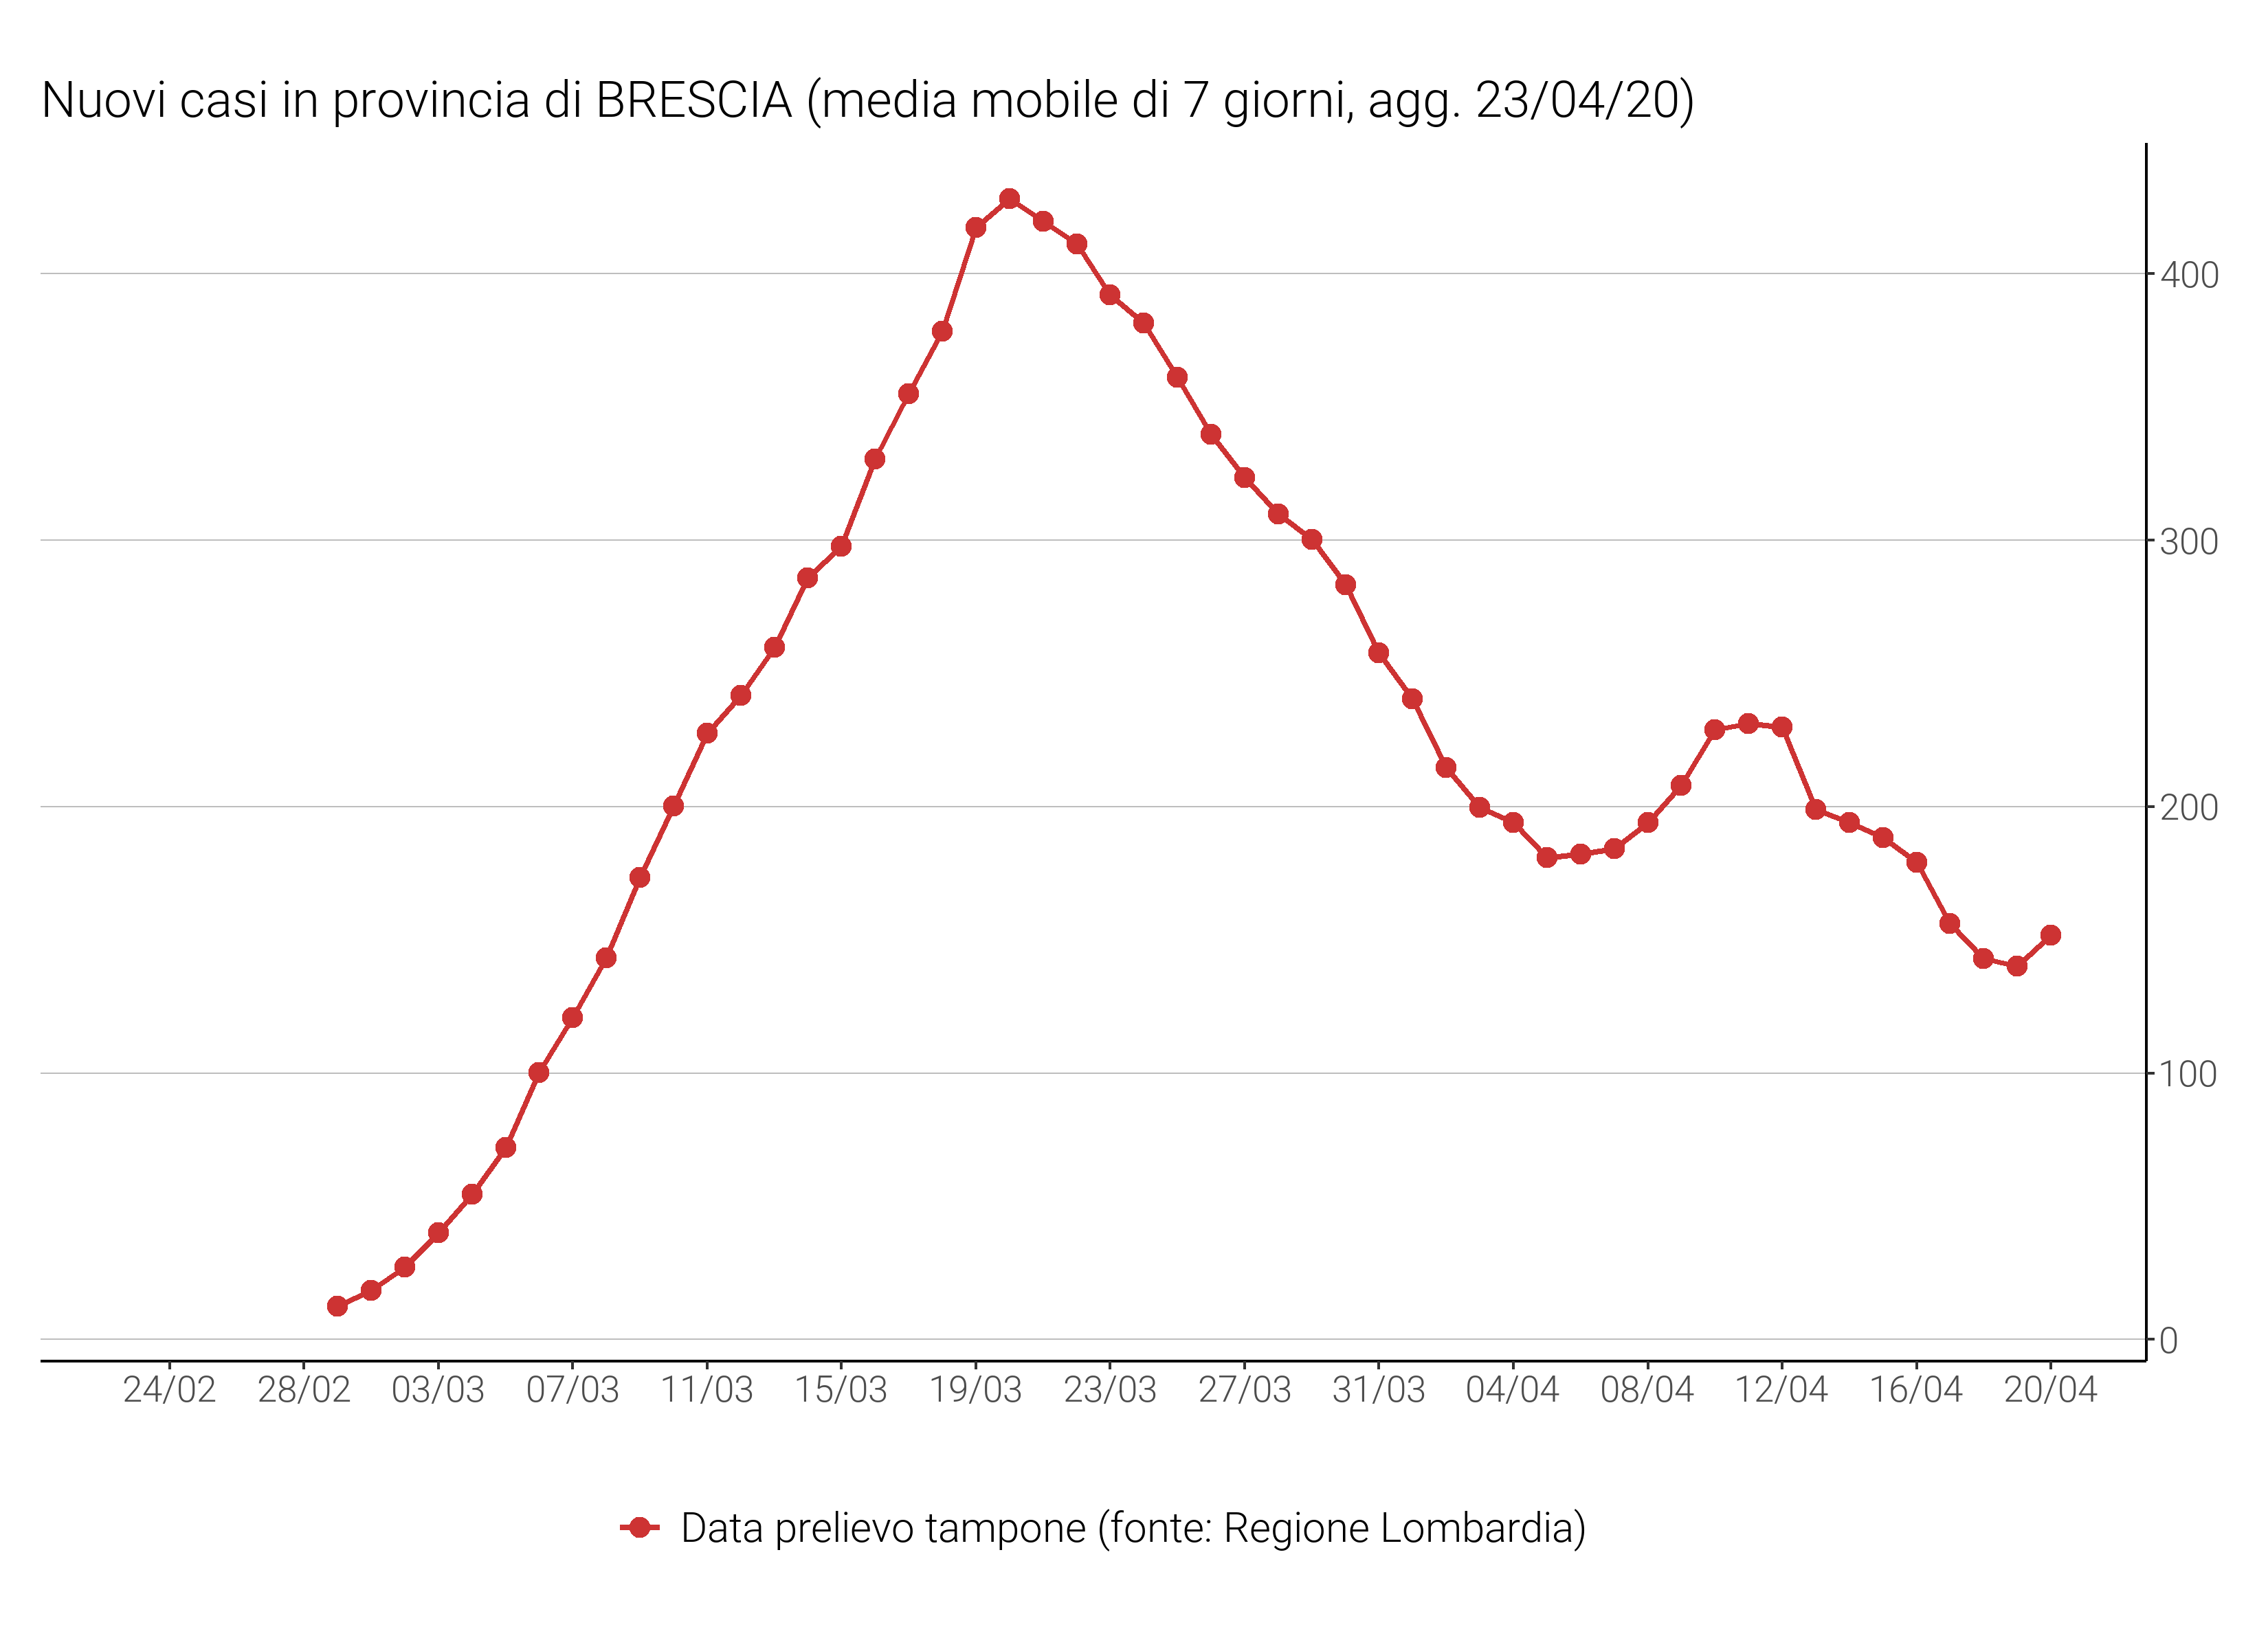 Nuovi casi in provincia di BRESCIA (media mobile di 7 giorni, agg. 23/04/20)
400
300
200
100
0
24/02 28/02 03/03 07/03 11/03 15/03 19/03 23/03 27/03 31/03 04/04 08/04 12/04 16/04 20/04
Data prelievo tampone (fonte: Regione Lombardia)